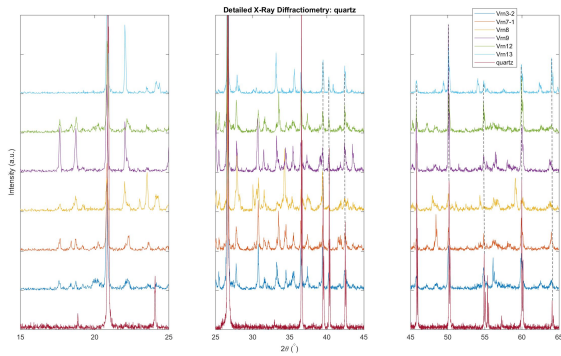 Detailed X-Ray Diffractometry: quartz
Vm3-2
Vm7-1
Vm8
Vm9
Vm12
Vm13
quartz
Intensity (a.u.)
15 20 25
25 30 35 40 45
45 50 55 60 65
2θ ( )